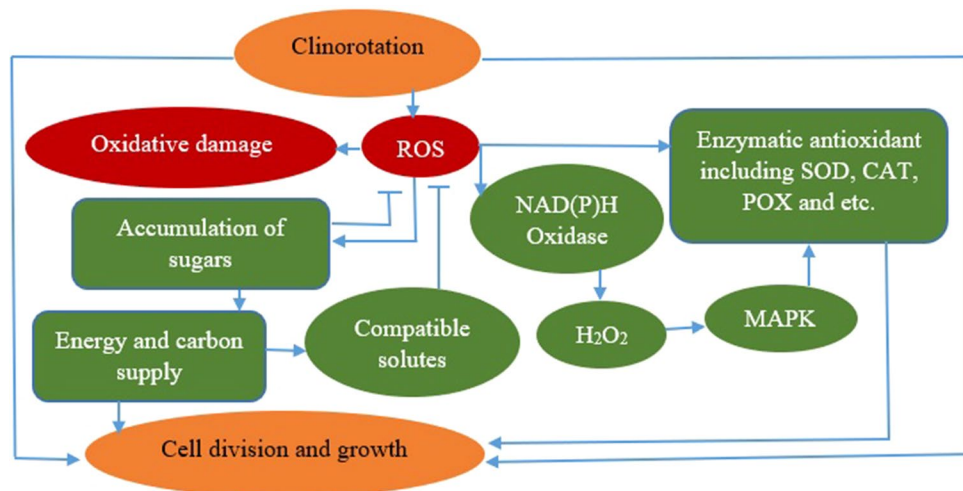 Clinorotation
Oxidative damage
ROS
Enzymatic antioxidant
including SOD, CAT,
POX and etc.
NAD(P)H
Oxidase
Accumulation of
sugars
Energy and carbon
supply
Compatible
solutes
H₂O₂
MAPK
Cell division and growth